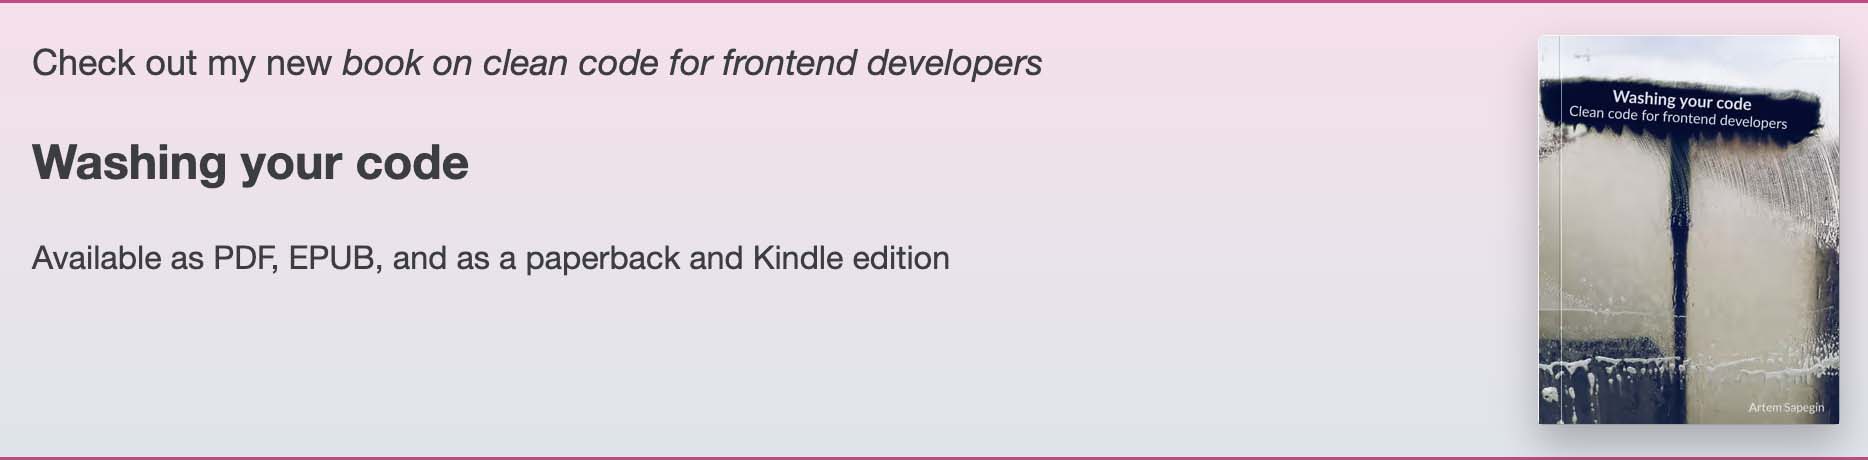 Check out my new book on clean code for frontend developers
Washing your code
Available as PDF, EPUB, and as a paperback and Kindle edition
Washing your code
Clean code for frontend developers
Artem Sapegin